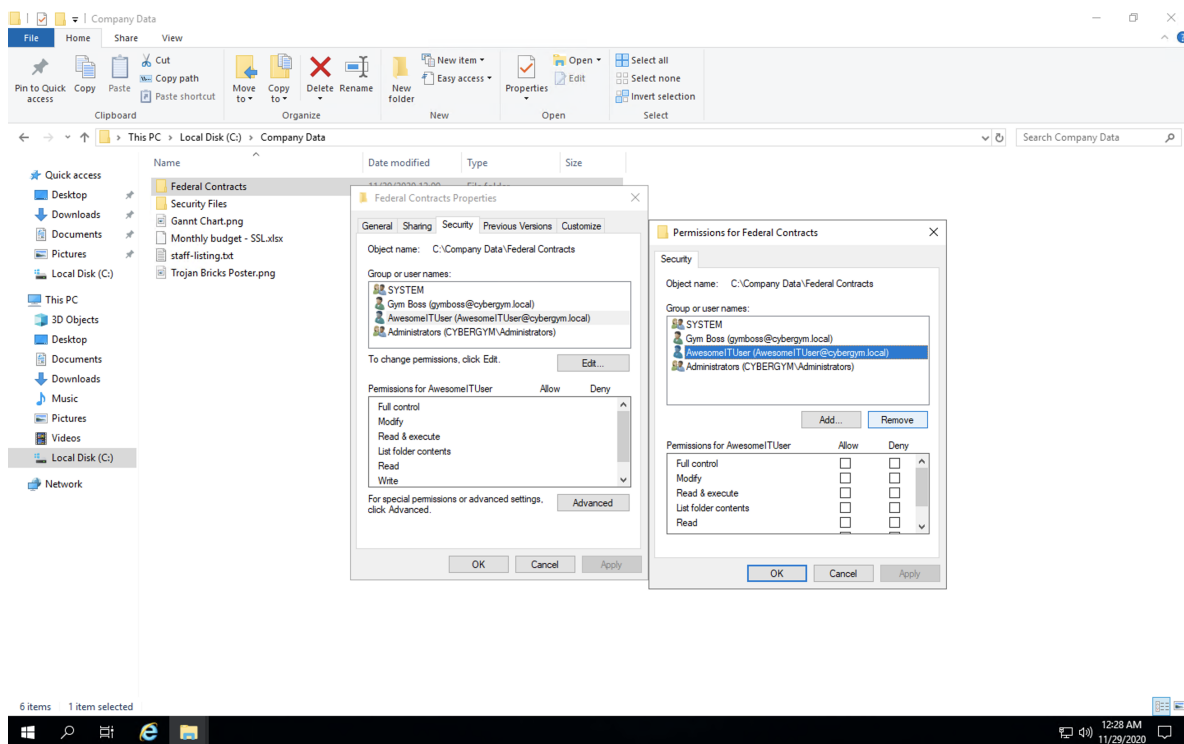 Company Data
File Home Share View
Pin to Quick access
Copy
Paste
Cut
Copy path
Paste shortcut
Move to
Copy to
Delete
Rename
New folder
New item
Easy access
Properties
Open
Edit
Select all
Select none
Invert selection
Clipboard Organize New Open Select
This PC > Local Disk (C:) > Company Data
Search Company Data
Quick access
Desktop
Downloads
Documents
Pictures
Local Disk (C:)
This PC
3D Objects
Desktop
Documents
Downloads
Music
Pictures
Videos
Local Disk (C:)
Network
Name Date modified Type Size
Federal Contracts
Security Files
Gannt Chart.png
Monthly budget - SSL.xlsx
staff-listing.txt
Trojan Bricks Poster.png
Federal Contracts Properties
General Sharing Security Previous Versions Customize
Object name: C:\Company Data\Federal Contracts
Group or user names:
SYSTEM
Gym Boss (gymboss@cybergym.local)
AwesomeITUser (AwesomeITUser@cybergym.local)
Administrators (CYBERGYM\Administrators)
To change permissions, click Edit.
Edit...
Permissions for AwesomeITUser Allow Deny
Full control
Modify
Read & execute
List folder contents
Read
Write
For special permissions or advanced settings,
click Advanced.
Advanced
OK Cancel Apply
Permissions for Federal Contracts
Security
Object name: C:\Company Data\Federal Contracts
Group or user names:
SYSTEM
Gym Boss (gymboss@cybergym.local)
AwesomeITUser (AwesomeITUser@cybergym.local)
Administrators (CYBERGYM\Administrators)
Add... Remove
Permissions for AwesomeITUser Allow Deny
Full control
Modify
Read & execute
List folder contents
Read
OK Cancel Apply
6 items 1 item selected
12:28 AM
11/29/2020